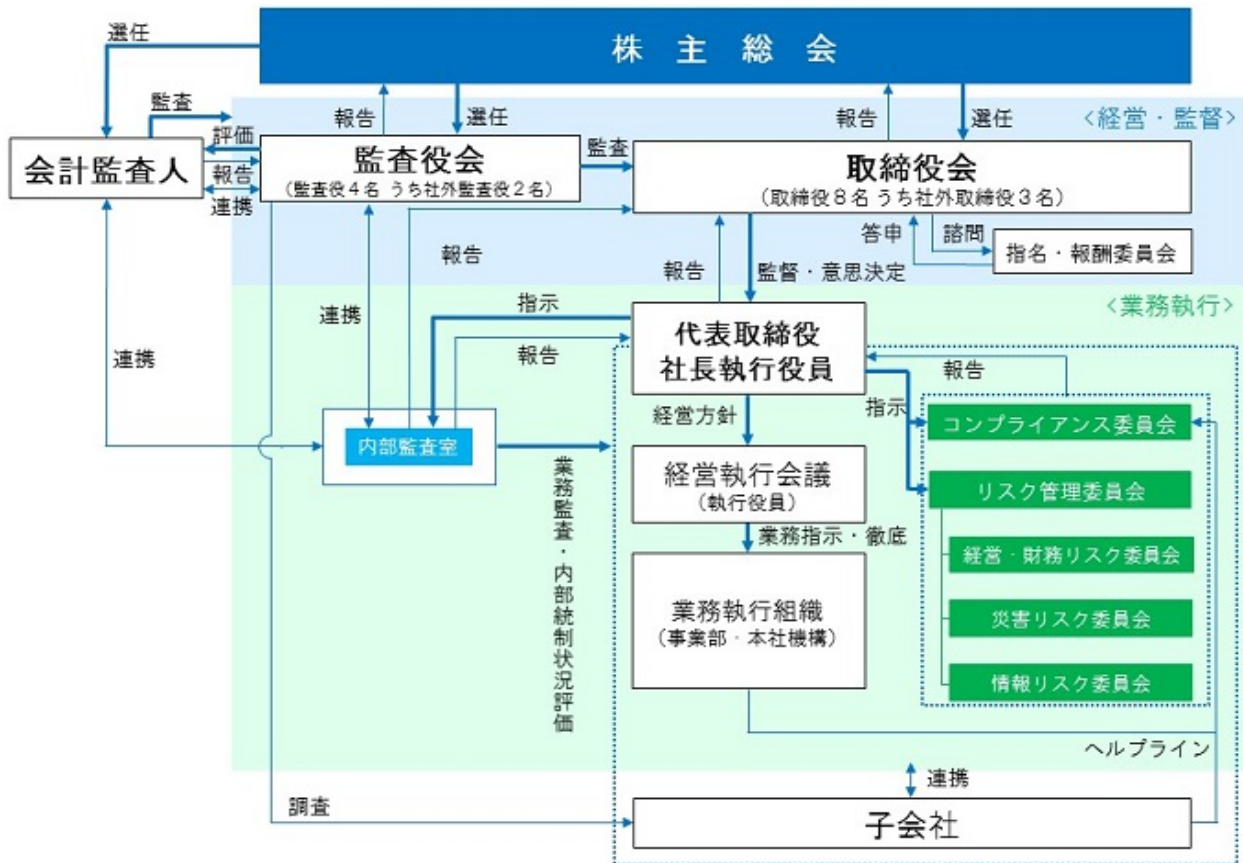 選任
株主総会
監査
報告
選任
報告
選任
<経営・監督>
評価
会計監査人
監査役会
(監査役4名 うち社外監査役2名)
監査
取締役会
(取締役8名 うち社外取締役3名)
報告
連携
報告
報告
監督・意思決定
答申
諮問
指名・報酬委員会
<業務執行>
連携
連携
指示
報告
代表取締役
社長執行役員
報告
指示
経営方針
コンプライアンス委員会
内部監査室
経営執行会議
(執行役員)
リスク管理委員会
業務監査・内部統制状況評価
業務指示・徹底
経営・財務リスク委員会
業務執行組織
(事業部・本社機構)
災害リスク委員会
情報リスク委員会
ヘルプライン
連携
調査
子会社